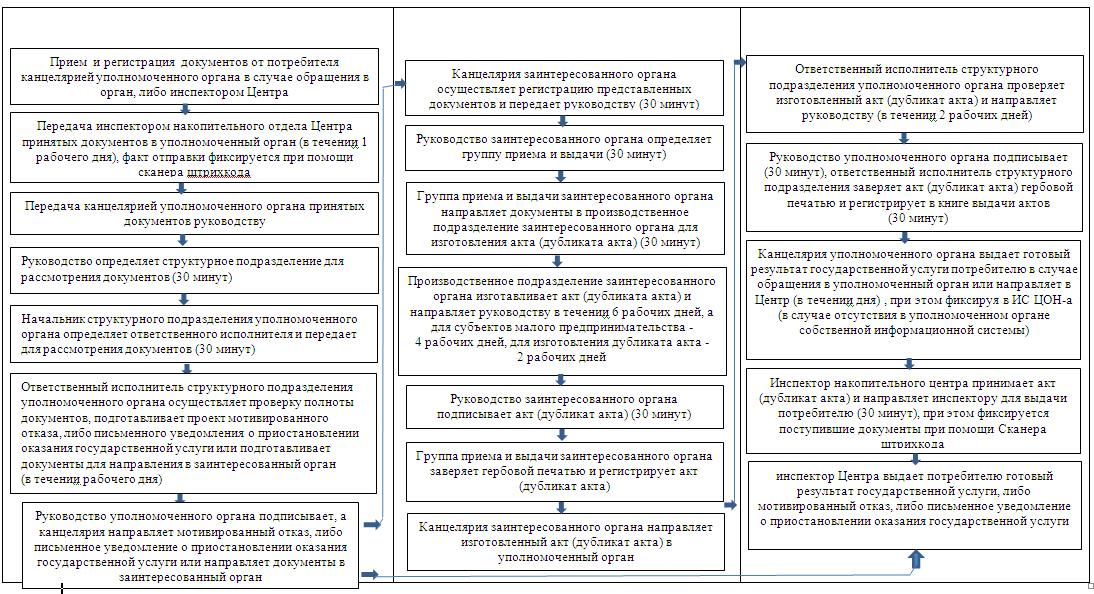 Прием и регистрация документов от потребителя
канцелярией уполномоченного органа в случае обращения в
орган, либо инспектором Центра
Передача инспектором накопительного отдела Центра
принятых документов в уполномоченный орган (в течении 1
рабочего дня), факт отправки фиксируется при помощи
сканера штрихкода
Передача канцелярией уполномоченного органа принятых
документов руководству
Руководство определяет структурное подразделение для
рассмотрения документов (30 минут)
Начальник структурного подразделения уполномоченного
органа определяет ответственного исполнителя и передает
для рассмотрения документов (30 минут)
Ответственный исполнитель структурного подразделения
уполномоченного органа осуществляет проверку полноты
документов, подготавливает проект мотивированного
отказа, либо письменного уведомления о приостановлении
оказания государственной услуги или подготавливает
документы для направления в заинтересованный орган
(в течении рабочего дня)
Руководство уполномоченного органа подписывает, а
канцелярия направляет мотивированный отказ, либо
письменное уведомление о приостановлении оказания
государственной услуги или направляет документы в
заинтересованный орган
Канцелярия заинтересованного органа
осуществляет регистрацию представленных
документов и передает руководству (30 минут)
Руководство заинтересованного органа определяет
группу приема и выдачи (30 минут)
Группа приема и выдачи заинтересованного органа
направляет документы в производственное
подразделение заинтересованного органа для
изготовления акта (дубликата акта) (30 минут)
Производственное подразделение заинтересованного
органа изготавливает акт (дубликата акта) и
направляет руководству в течении 6 рабочих дней, а
для субъектов малого предпринимательства -
4 рабочих дней, для изготовления дубликата акта -
2 рабочих дней
Руководство заинтересованного органа
подписывает акт (дубликат акта) (30 минут)
Группа приема и выдачи заинтересованного органа
заверяет гербовой печатью и регистрирует акт
(дубликат акта)
Канцелярия заинтересованного органа направляет
изготовленный акт (дубликат акта) в
уполномоченный орган
Ответственный исполнитель структурного
подразделения уполномоченного органа проверяет
изготовленный акт (дубликат акта) и направляет
руководству (в течении 2 рабочих дней)
Руководство уполномоченного органа подписывает
(30 минут), ответственный исполнитель структурного
подразделения заверяет акт (дубликат акта) гербовой
печатью и регистрирует в книге выдачи актов
(30 минут)
Канцелярия уполномоченного органа выдает готовый
результат государственной услуги потребителю в случае
обращения в уполномоченный орган или направляет в
Центр (в течении дня) , при этом фиксируя в ИС ЦОН-а
(в случае отсутствия в уполномоченном органе
собственной информационной системы)
Инспектор накопительного центра принимает акт
(дубликат акта) и направляет инспектору для выдачи
потребителю (30 минут), при этом фиксируется
поступившие документы при помощи Сканера
штрихкода
инспектор Центра выдает потребителю готовый
результат государственной услуги, либо
мотивированный отказ, либо письменное уведомление
о приостановлении оказания государственной услуги